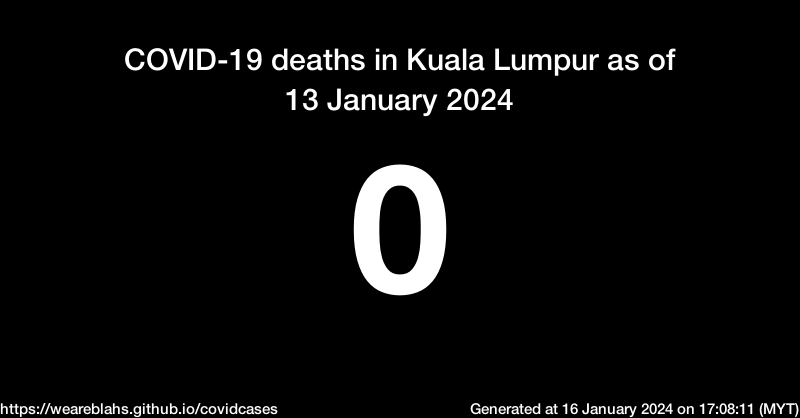 COVID-19 deaths in Kuala Lumpur as of
13 January 2024
0
https://weareblahs.github.io/covidcases
Generated at 16 January 2024 on 17:08:11 (MYT)